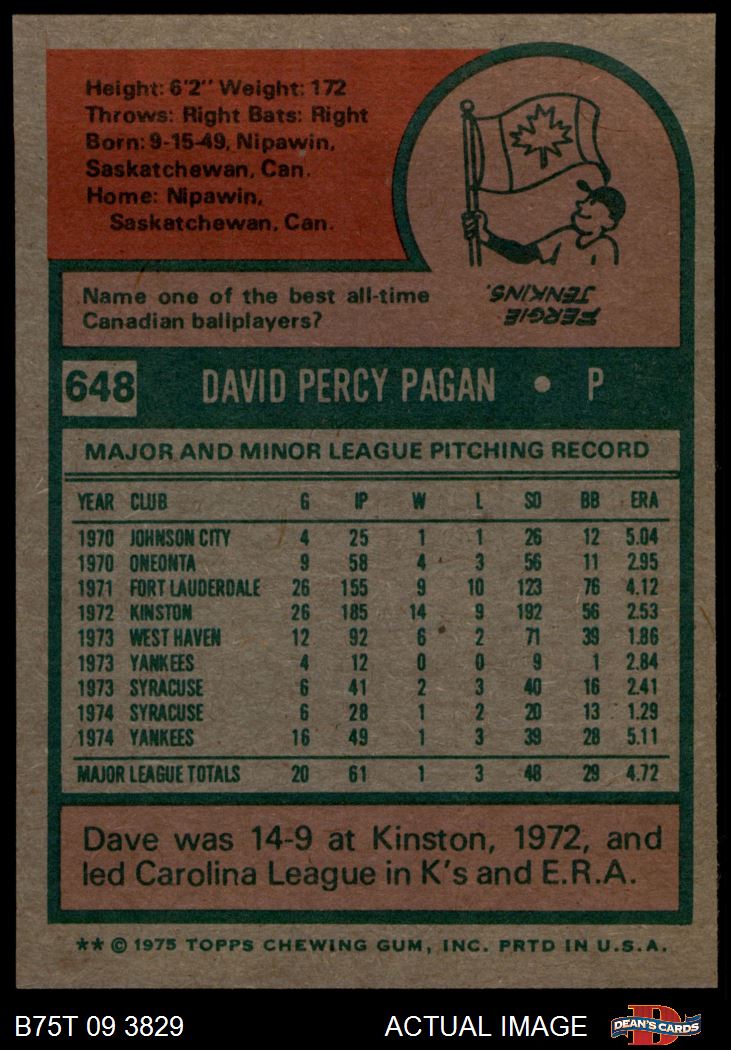 Height: 6'2" Weight: 172
Throws: Right Bats: Right
Born: 9-15-49, Nipawin,
Saskatchewan, Can.
Home: Nipawin,
Saskatchewan, Can.
Name one of the best all-time
Canadian ballplayers?
FERGIE
JENKINS.
648 DAVID PERCY PAGAN • P
MAJOR AND MINOR LEAGUE PITCHING RECORD
YEAR CLUB G IP W L SO BB ERA
1970 JOHNSON CITY 4 25 1 1 26 12 5.04
1970 ONEONTA 9 58 4 3 56 11 2.95
1971 FORT LAUDERDALE 26 155 9 10 123 76 4.12
1972 KINSTON 26 185 14 9 192 56 2.53
1973 WEST HAVEN 12 92 6 2 71 39 1.86
1973 YANKEES 4 12 0 0 9 1 2.84
1973 SYRACUSE 6 41 2 3 40 16 2.41
1974 SYRACUSE 6 28 1 2 20 13 1.29
1974 YANKEES 16 49 1 3 39 28 5.11
MAJOR LEAGUE TOTALS 20 61 1 3 48 29 4.72
Dave was 14-9 at Kinston, 1972, and
led Carolina League in K's and E.R.A.
** © 1975 TOPPS CHEWING GUM, INC. PRTD IN U.S.A.
B75T 09 3829 ACTUAL IMAGE D DEAN'S CARDS